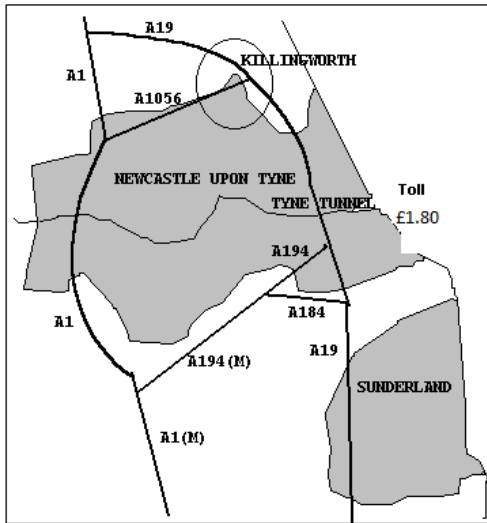 A19
KILLINGWORTH
A1
A1056
NEWCASTLE UPON TYNE
Toll
TYNE TUNNEL
£1.80
A194
A184
A1
A19
A194(M)
SUNDERLAND
A1(M)